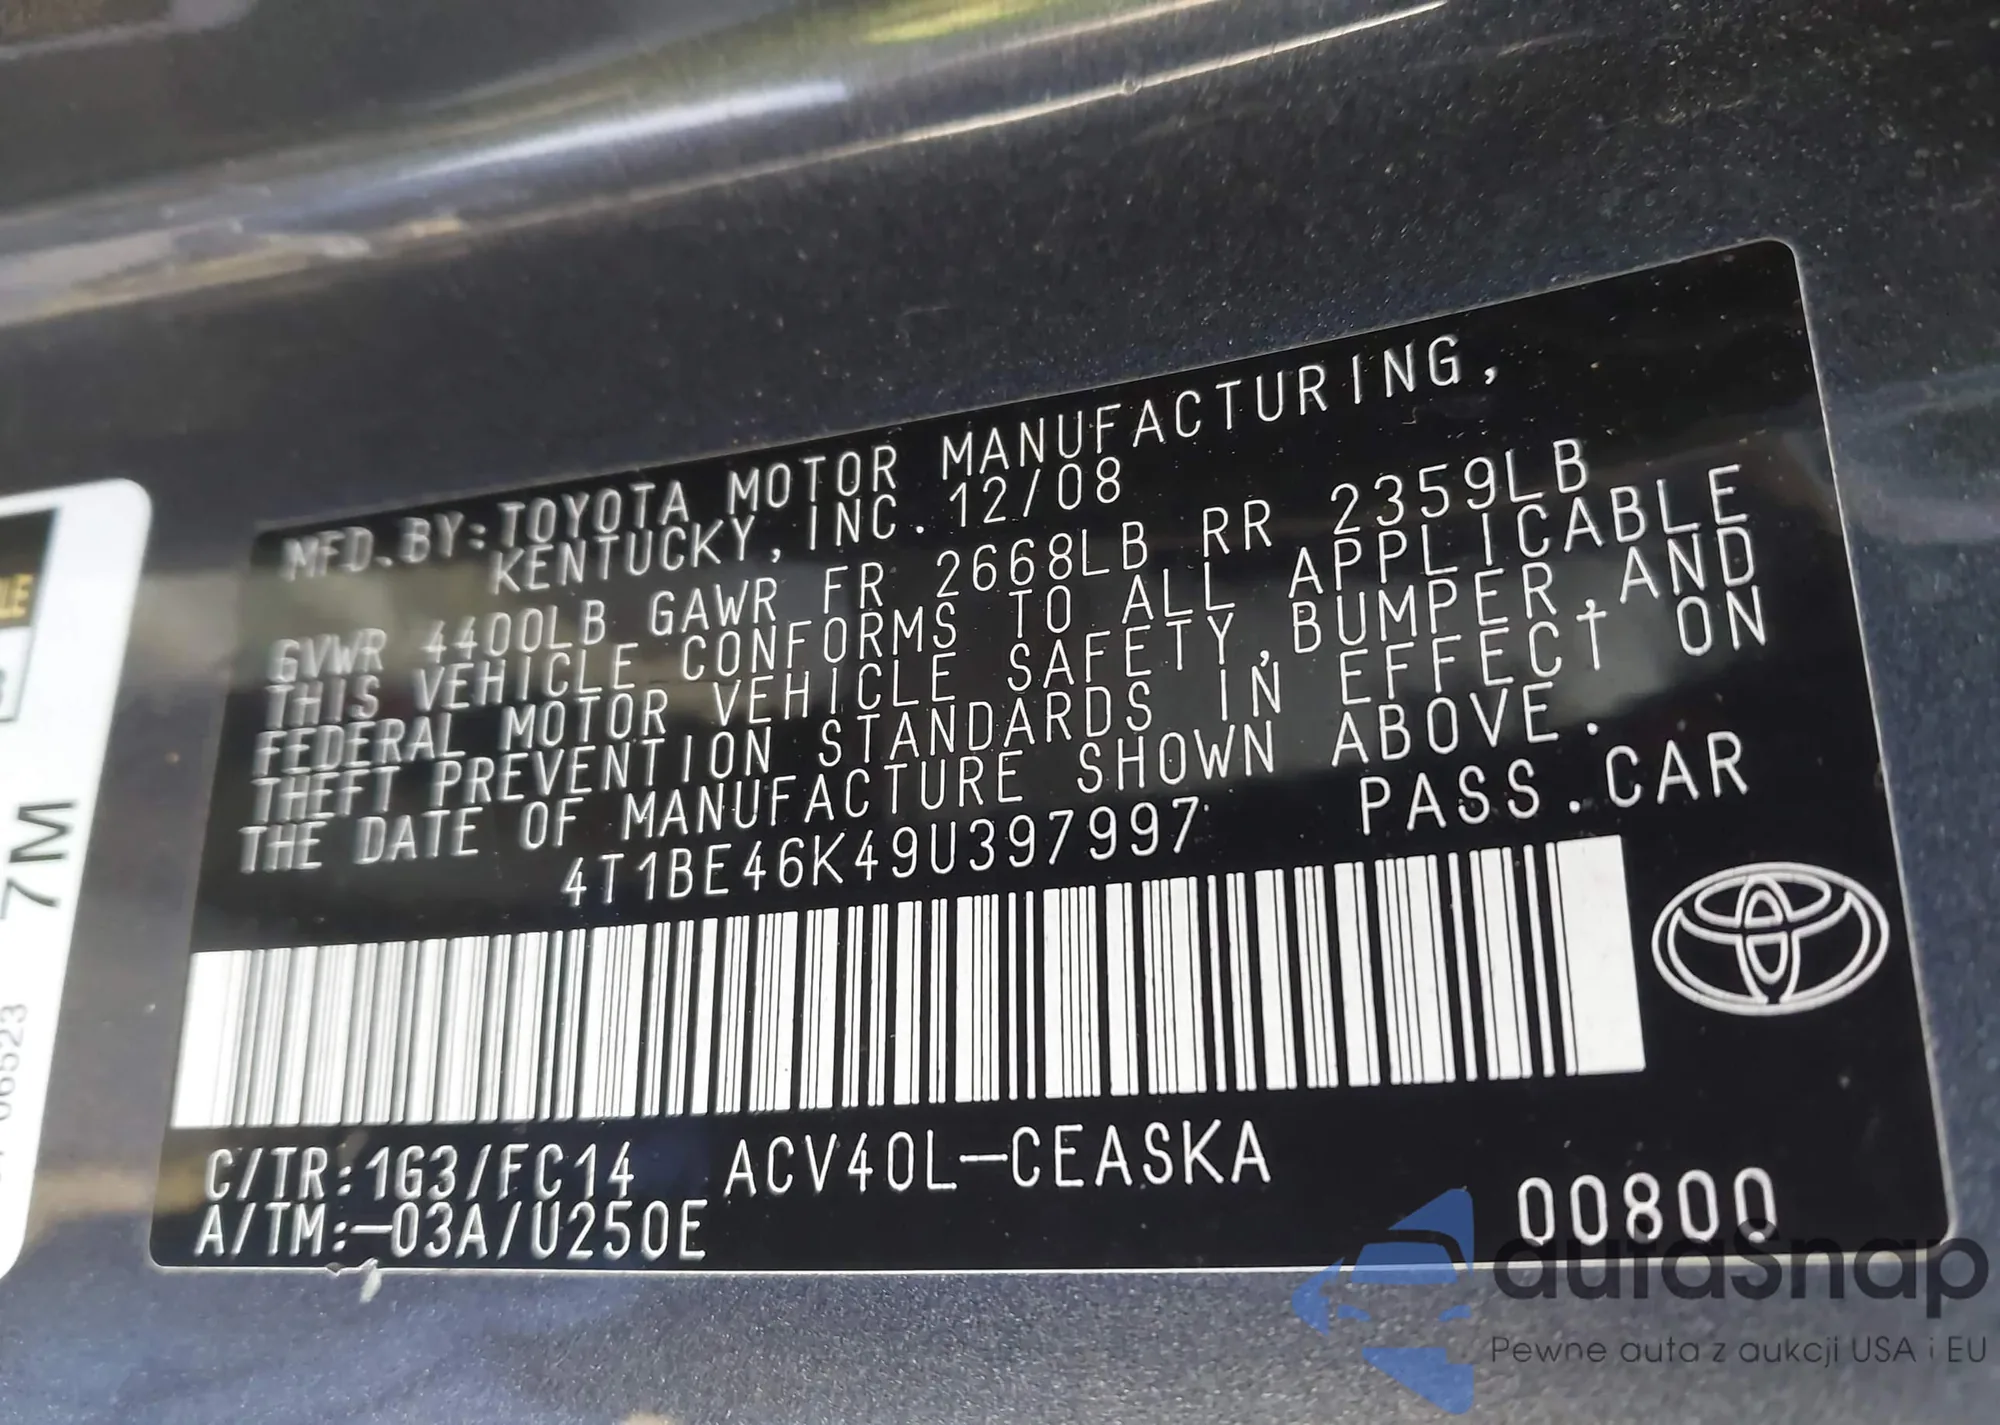 MFD. BY: TOYOTA MOTOR MANUFACTURING,
KENTUCKY, INC. 12/08
GVWR 4400LB GAWR FR 2668LB RR 2359LB
THIS VEHICLE CONFORMS TO ALL APPLICABLE
FEDERAL MOTOR VEHICLE SAFETY, BUMPER, AND
THEFT PREVENTION STANDARDS IN EFFECT ON
THE DATE OF MANUFACTURE SHOWN ABOVE.
4T1BE46K49U397997 PASS. CAR
C/TR: 1G3/FC14 ACV40L-CEASKA
A/TM: -03A/U250E
00800
7M
autaSnap
Pewne auta z aukcji USA i EU